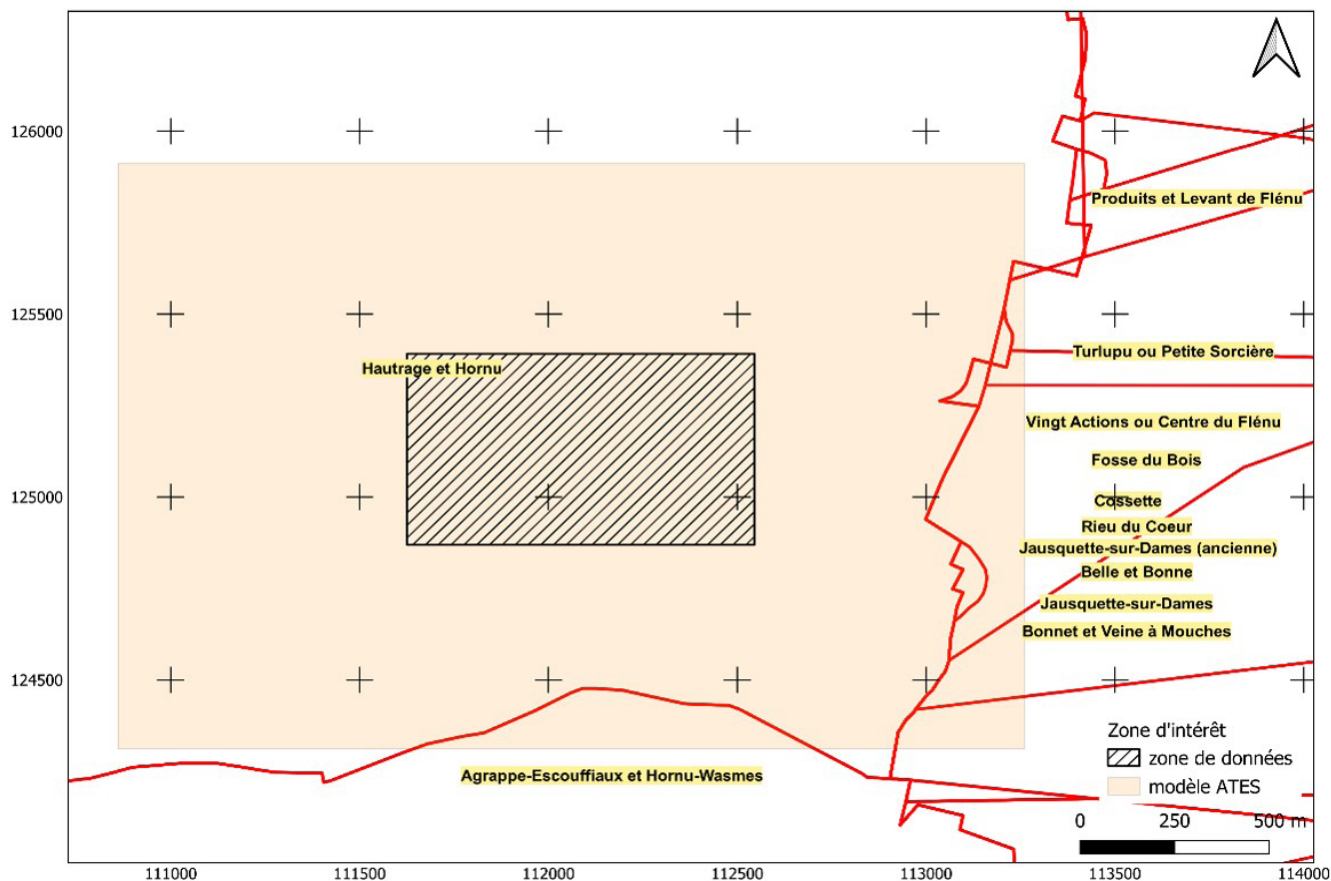 126000
Produits et Levant de Flénu
125500
Turlupu ou Petite Sorcière
Hautrage et Hornu
Vingt Actions ou Centre du Flénu
Fosse du Bois
125000
Cossette
Rieu du Coeur
Jausquette-sur-Dames (ancienne)
Belle et Bonne
Jausquette-sur-Dames
Bonnet et Veine à Mouches
124500
Zone d'intérêt
zone de données
modèle ATES
Agrappe-Escouffiaux et Hornu-Wasmes
0 250 500 m
111000 111500 112000 112500 113000 113500 114000